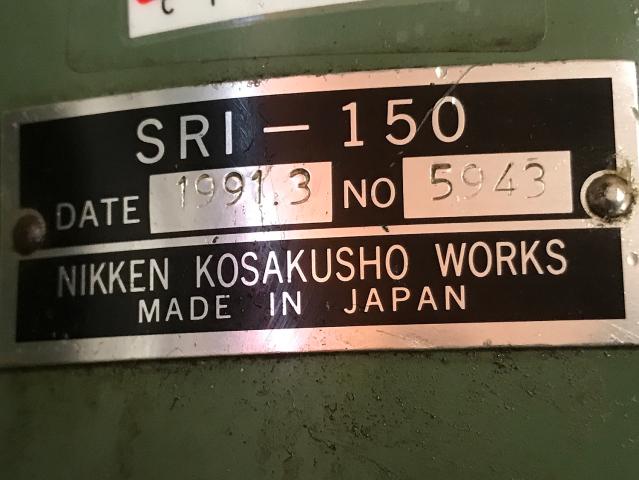 SRI-150
DATE 1991.3 NO 5943
NIKKEN KOSAKUSHO WORKS
MADE IN JAPAN